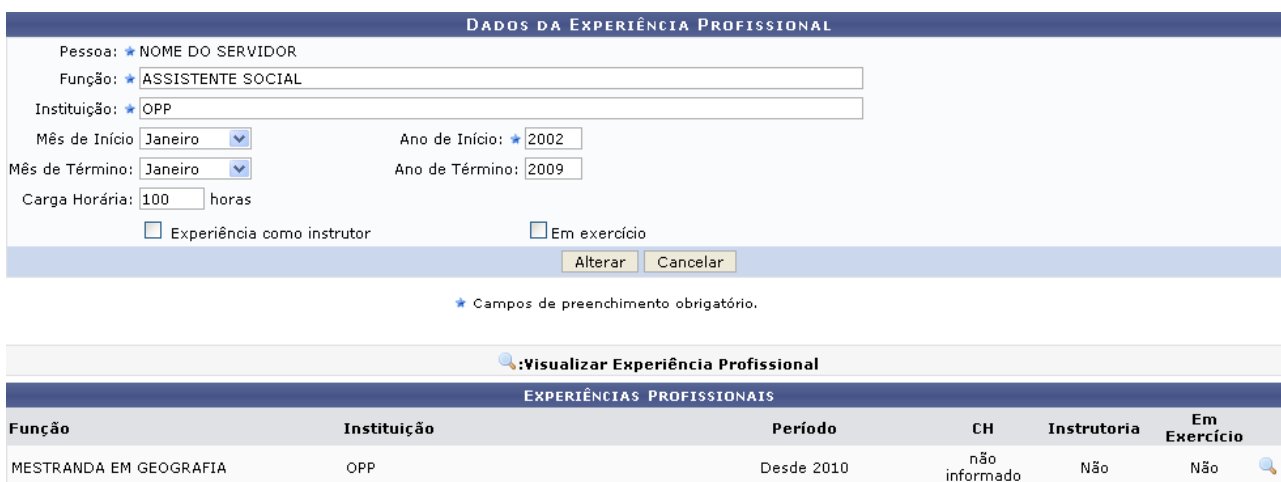 DADOS DA EXPERIÊNCIA PROFISSIONAL
Pessoa: NOME DO SERVIDOR
Função: ASSISTENTE SOCIAL
Instituição: OPP
Mês de Início Janeiro Ano de Início: 2002
Mês de Término: Janeiro Ano de Término: 2009
Carga Horária: 100 horas
Experiência como instrutor Em exercício
Alterar Cancelar
Campos de preenchimento obrigatório.
:Visualizar Experiência Profissional
EXPERIÊNCIAS PROFISSIONAIS
Função Instituição Período CH Instrutoria Em Exercício
MESTRANDA EM GEOGRAFIA OPP Desde 2010 não informado Não Não